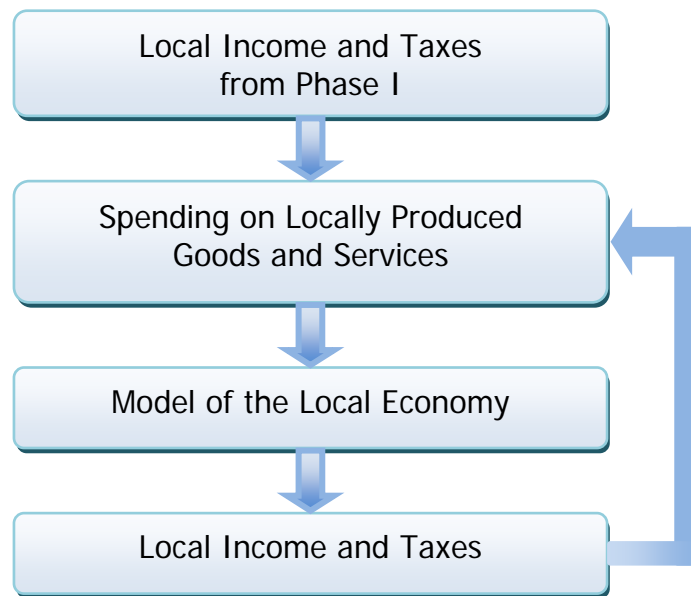 Local Income and Taxes
from Phase I
Spending on Locally Produced
Goods and Services
Model of the Local Economy
Local Income and Taxes